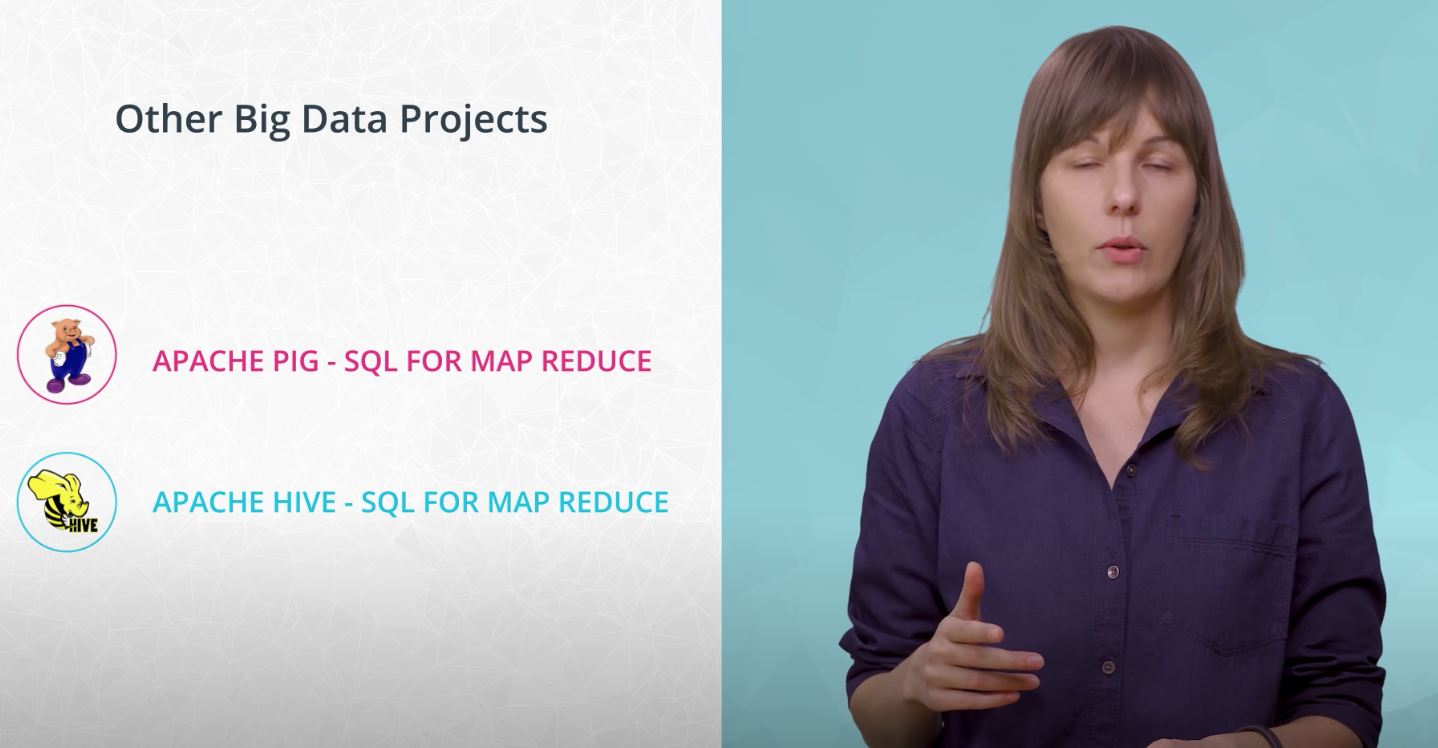 Other Big Data Projects
APACHE PIG - SQL FOR MAP REDUCE
HIVE
APACHE HIVE - SQL FOR MAP REDUCE